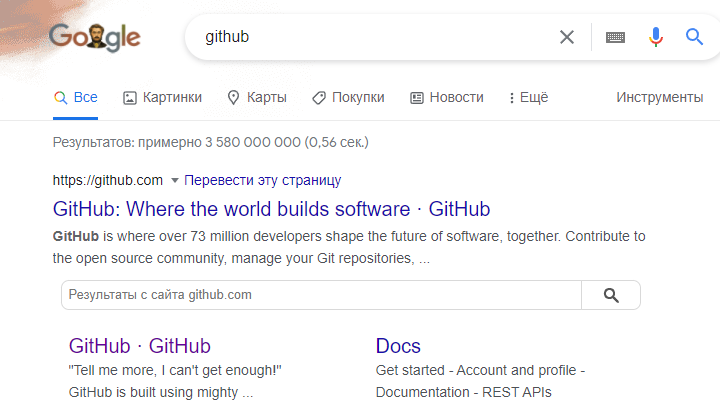 Google
github
Все Картинки Карты Покупки Новости Ещё Инструменты
Результатов: примерно 3 580 000 000 (0,56 сек.)
https://github.com Перевести эту страницу
GitHub: Where the world builds software · GitHub
GitHub is where over 73 million developers shape the future of software, together. Contribute to
the open source community, manage your Git repositories, ...
Результаты с сайта github.com
GitHub · GitHub Docs
"Tell me more, I can't get enough!" Get started - Account and profile -
GitHub is built using mighty ... Documentation - REST APIs